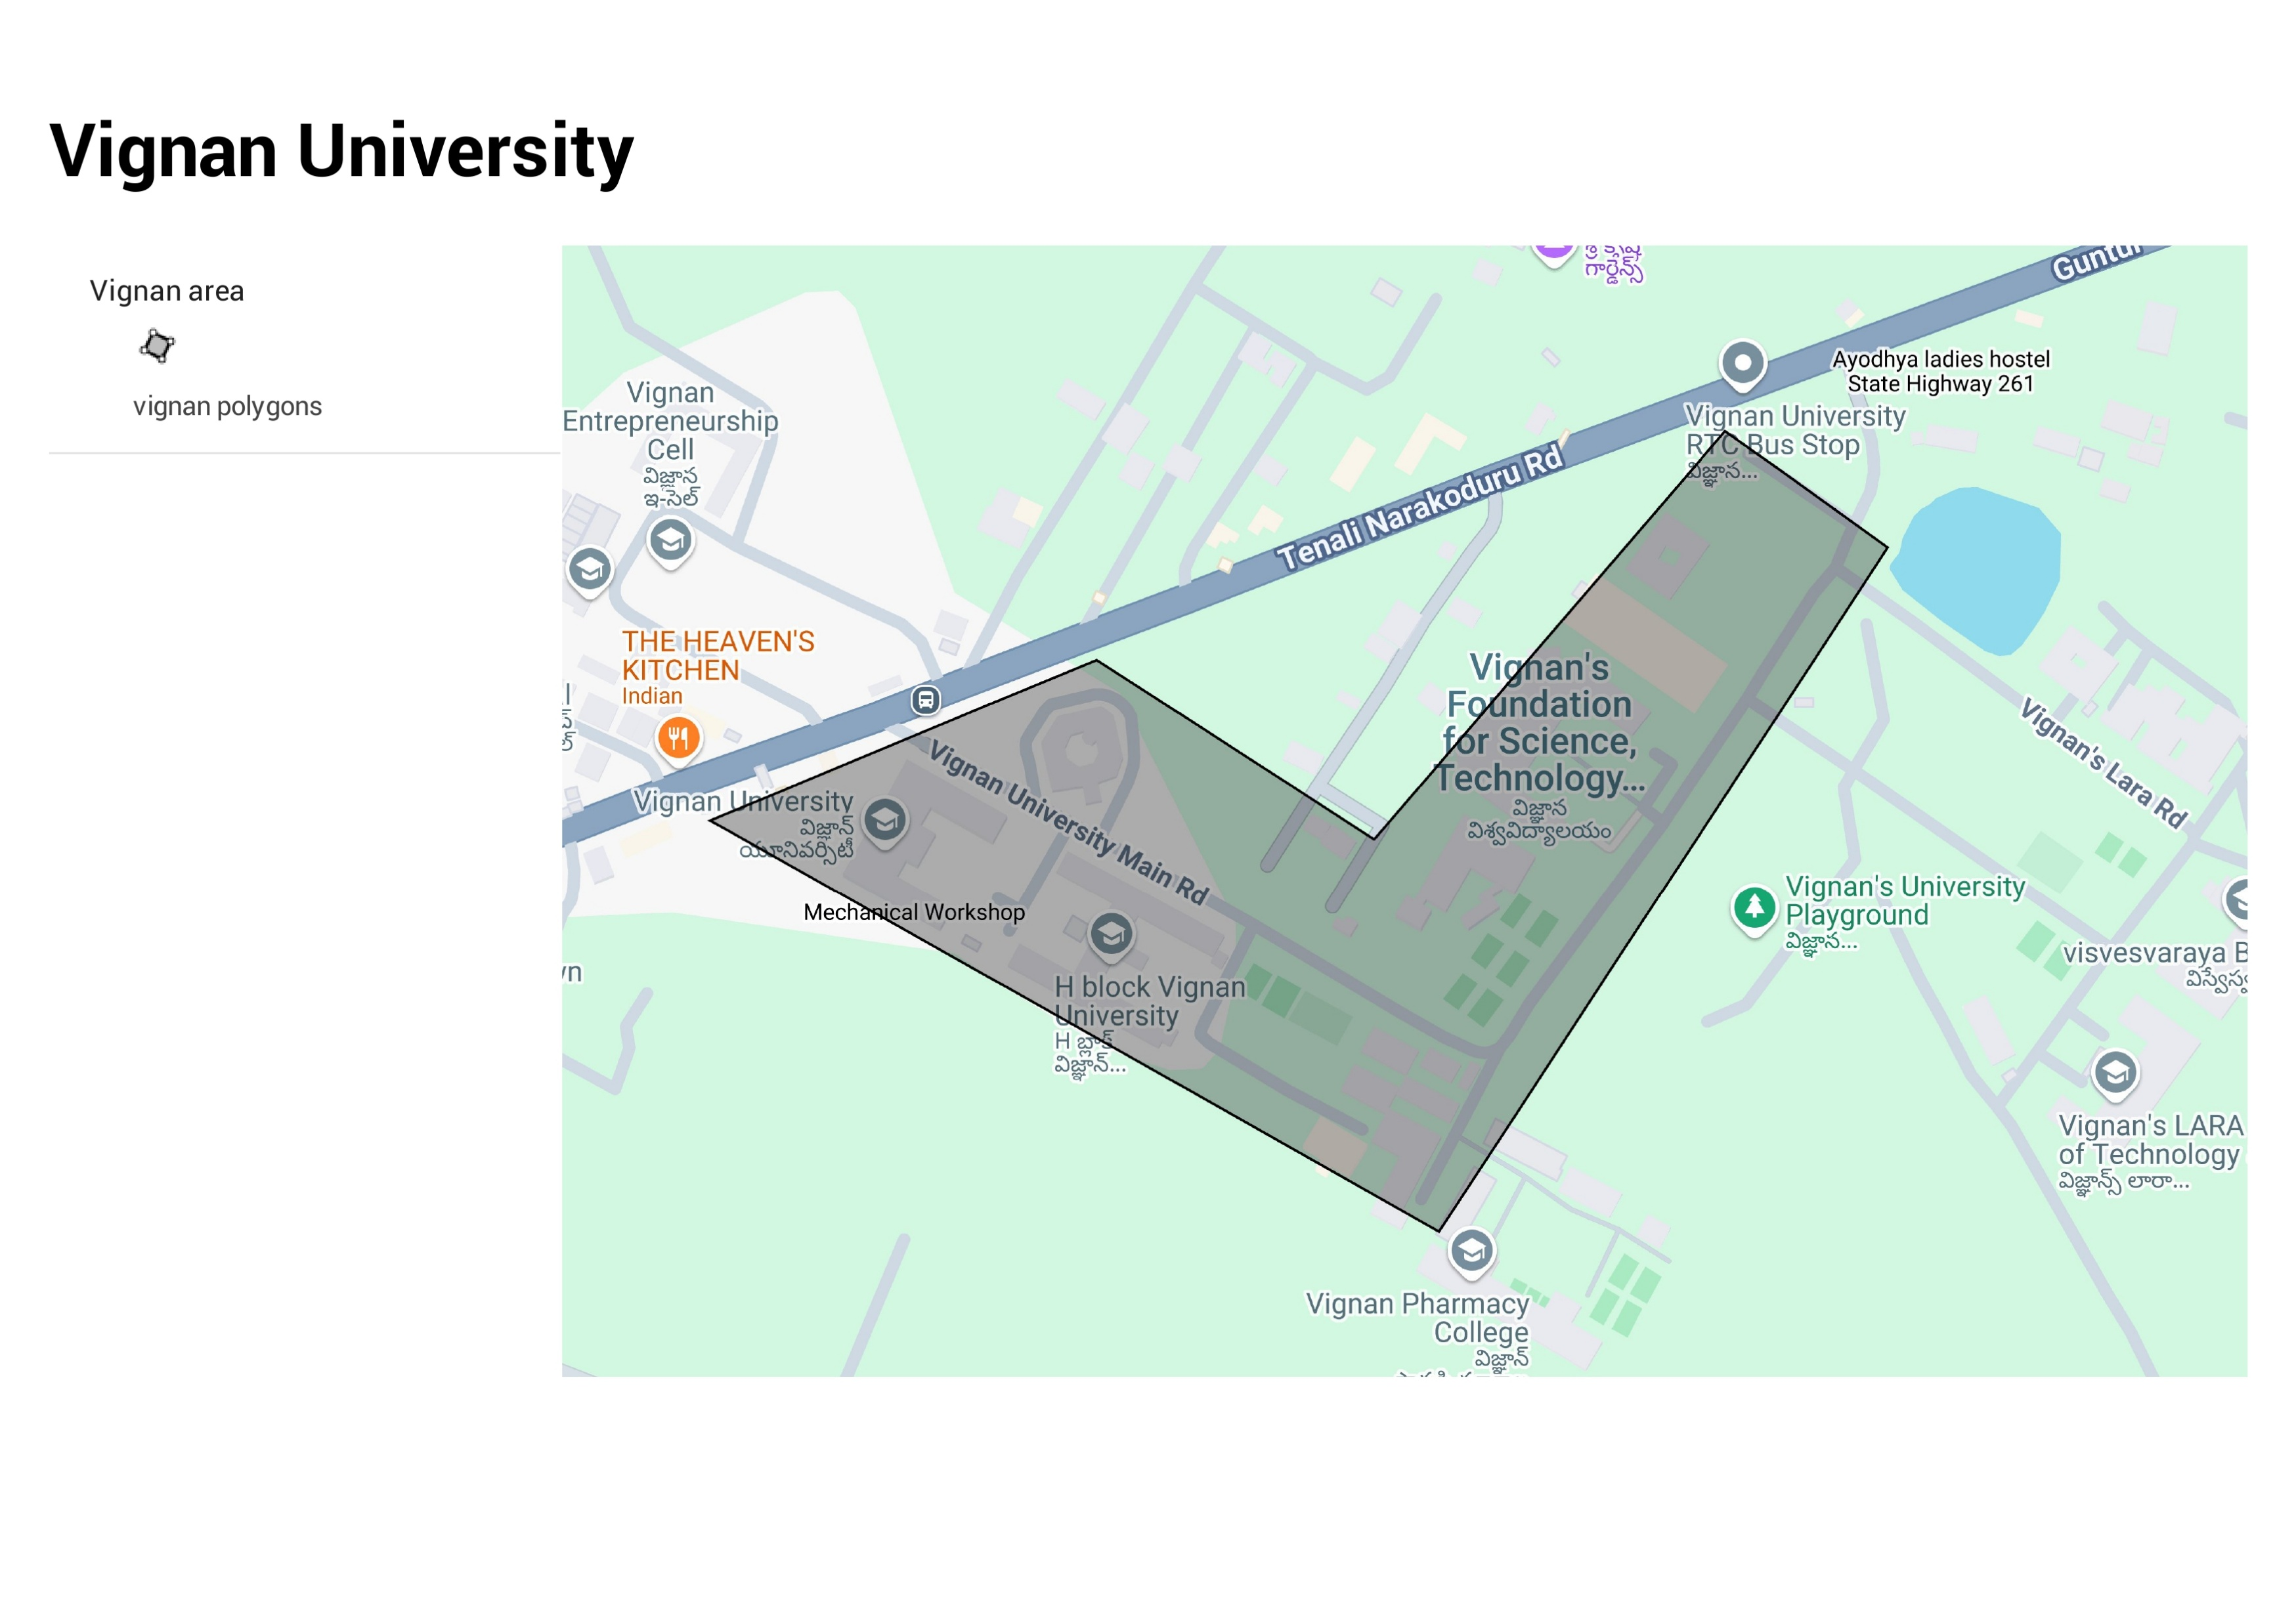 Vignan University
Vignan area
vignan polygons
గార్డెన్స్
Guntur
Ayodhya ladies hostel
State Highway 261
Vignan University
RTC Bus Stop
విజ్ఞాన...
Vignan
Entrepreneurship
Cell
విజ్ఞాన
ఇ-సెల్
Tenali Narakoduru Rd
THE HEAVEN'S
KITCHEN
Indian
Vignan's
Foundation
for Science,
Technology...
విజ్ఞాన
విశ్వవిద్యాలయం
Vignan University
విజ్ఞాన్
యూనివర్సిటీ
Vignan University Main Rd
Vignan's Lara Rd
Mechanical Workshop
Vignan's University
Playground
విజ్ఞాన...
visvesvaraya B
విస్వేస్వ
H block Vignan
University
H బ్లాక్
విజ్ఞాన్...
Vignan's LARA
of Technology
విజ్ఞాన్స్ లారా...
Vignan Pharmacy
College
విజ్ఞాన్